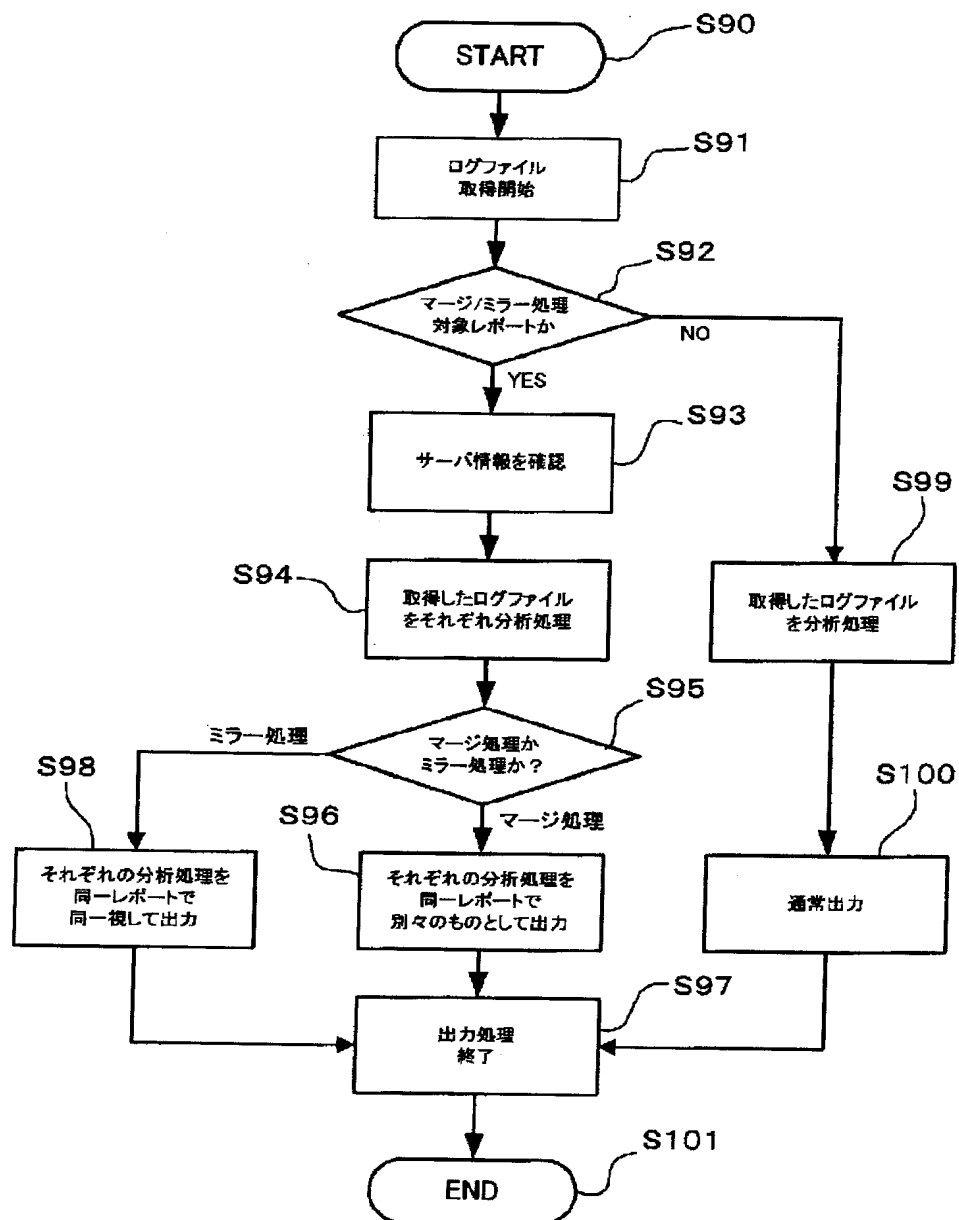 S90
START
S91
ログファイル
取得開始
S92
マージ/ミラー処理
対象レポートか
NO
YES
S93
サーバ情報を確認
S99
S94
取得したログファイル
をそれぞれ分析処理
取得したログファイル
を分析処理
S95
ミラー処理
マージ処理か
ミラー処理か?
S98
S96
マージ処理
S100
それぞれの分析処理を
同一レポートで
同一視して出力
それぞれの分析処理を
同一レポートで
別々のものとして出力
通常出力
S97
出力処理
終了
S101
END